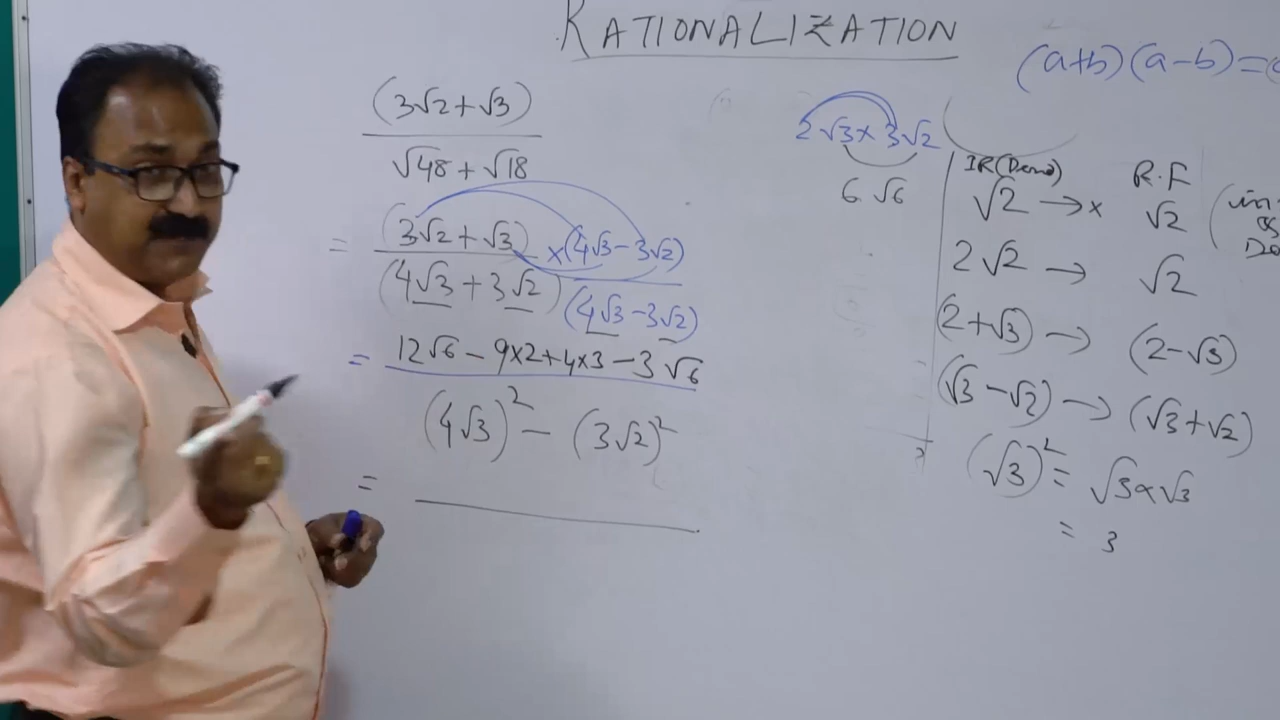 RATIONALIZATION
(a+b)(a-b)=
(3√2+√3)
√48+√18
= (3√2+√3) ×(4√3-3√2)
(4√3+3√2) (4√3-3√2)
= 12√6-9×2+4×3-3√6
(4√3)² - (3√2)²
=
2√3×3√2
6√6
IR(Deno) R.F
√2 → × √2
2√2 → √2
(2+√3) → (2-√3)
(√3-√2) → (√3+√2)
(√3)² = √3×√3
= 3